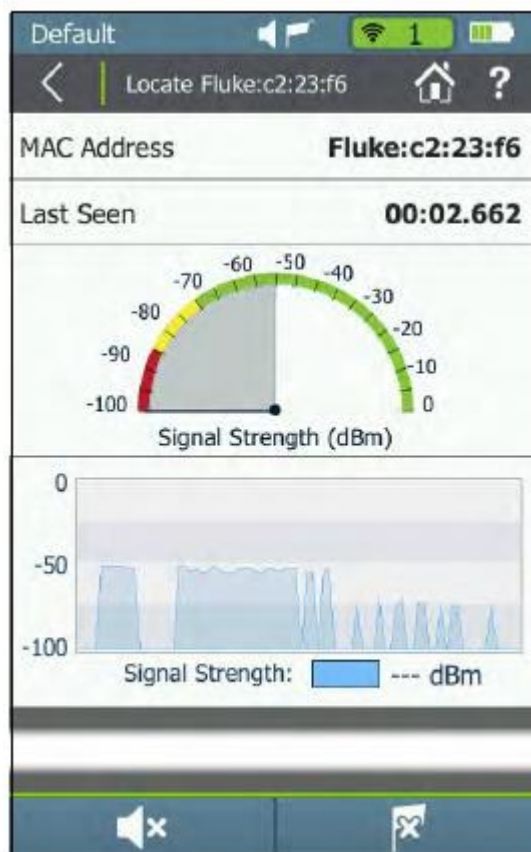 Default
1
Locate Fluke:c2:23:f6
?
MAC Address Fluke:c2:23:f6
Last Seen 00:02.662
-60 -50
-70 -40
-80 -30
-20
-90 -10
-100 0
Signal Strength (dBm)
0
-50
-100
Signal Strength: --- dBm